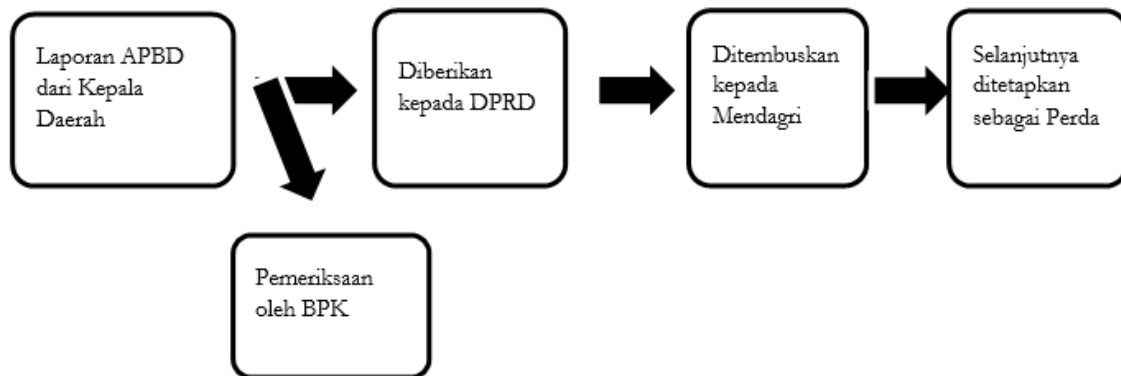 Laporan APBD
dari Kepala
Daerah
Diberikan
kepada DPRD
Ditembuskan
kepada
Mendagri
Selanjutnya
ditetapkan
sebagai Perda
Pemeriksaan
oleh BPK